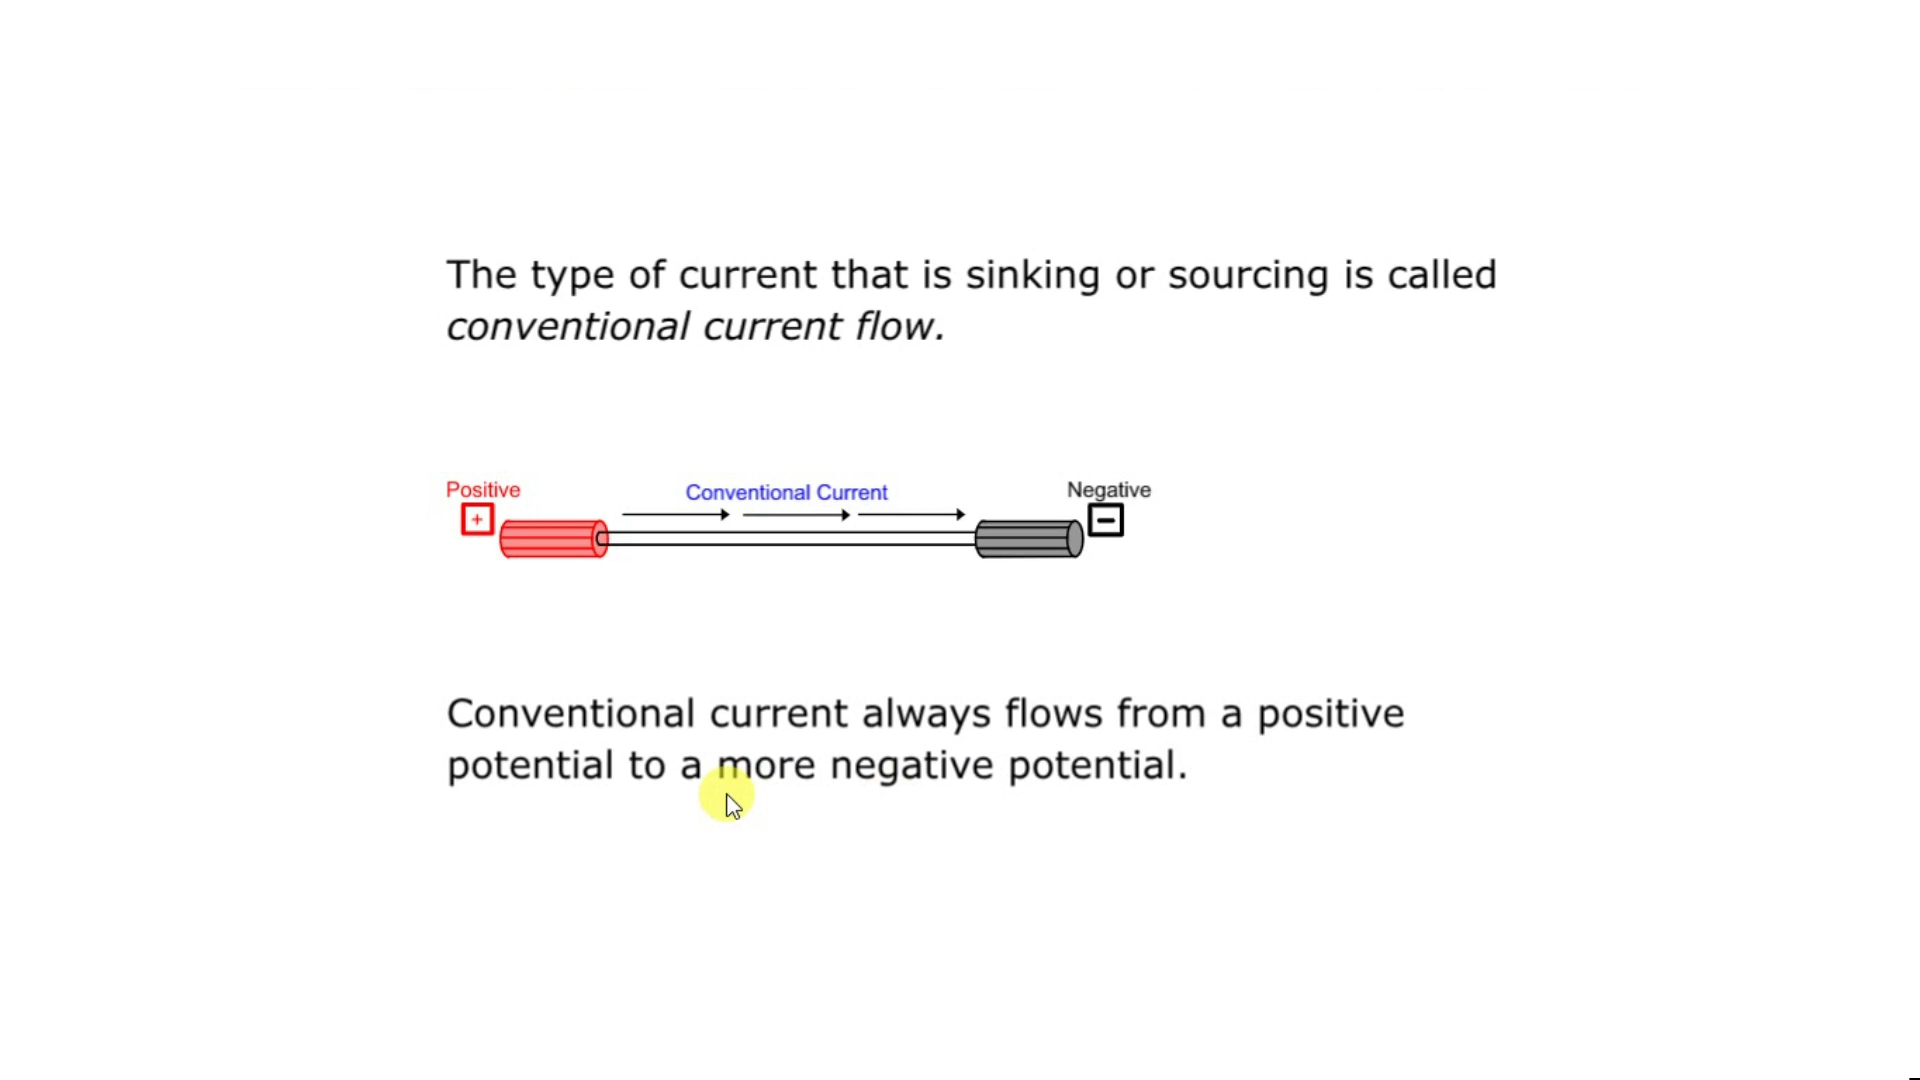 The type of current that is sinking or sourcing is called
conventional current flow.
Positive
Conventional Current
Negative
+
−
Conventional current always flows from a positive
potential to a more negative potential.